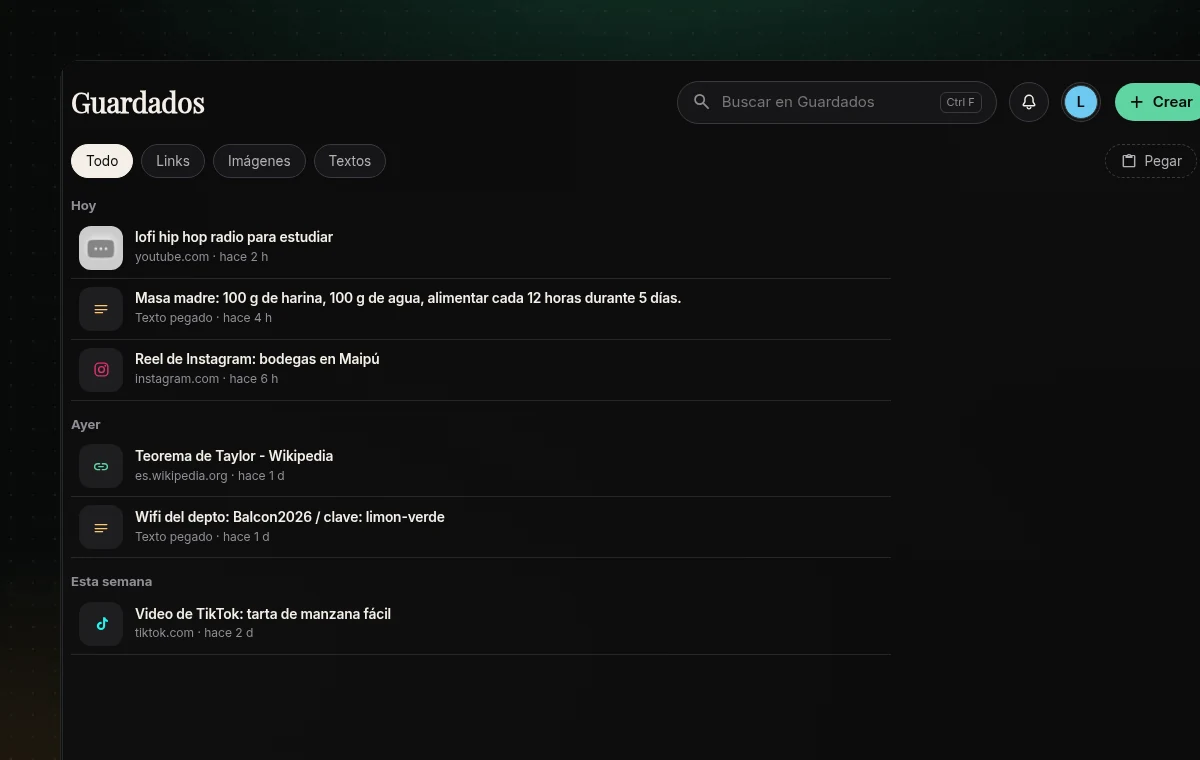 Guardados
Buscar en Guardados
Ctrl F
L
Crear
Todo
Links
Imágenes
Textos
Pegar
Hoy
lofi hip hop radio para estudiar
youtube.com · hace 2 h
Masa madre: 100 g de harina, 100 g de agua, alimentar cada 12 horas durante 5 días.
Texto pegado · hace 4 h
Reel de Instagram: bodegas en Maipú
instagram.com · hace 6 h
Ayer
Teorema de Taylor - Wikipedia
es.wikipedia.org · hace 1 d
Wifi del depto: Balcon2026 / clave: limon-verde
Texto pegado · hace 1 d
Esta semana
Video de TikTok: tarta de manzana fácil
tiktok.com · hace 2 d